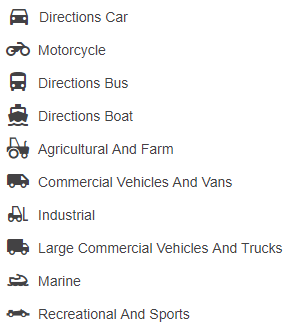 Directions Car
Motorcycle
Directions Bus
Directions Boat
Agricultural And Farm
Commercial Vehicles And Vans
Industrial
Large Commercial Vehicles And Trucks
Marine
Recreational And Sports